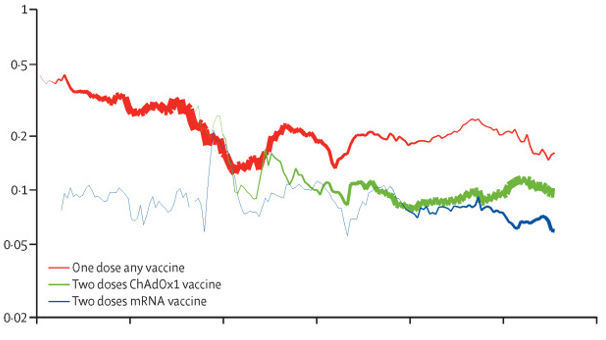 1
0·5
0·2
0·1
0·05
0·02
One dose any vaccine
Two doses ChAdOx1 vaccine
Two doses mRNA vaccine